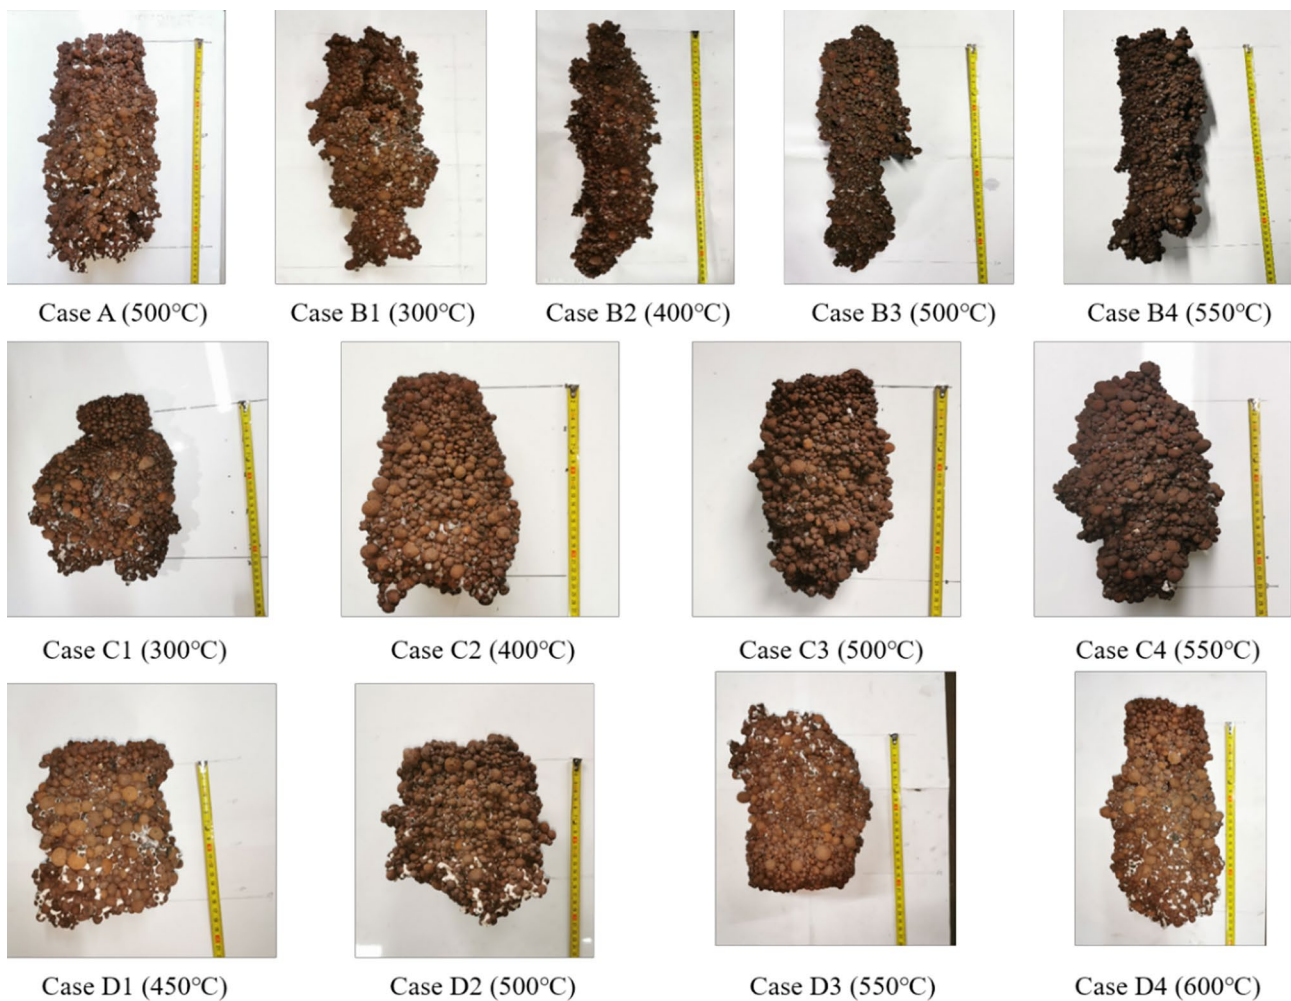 Case A (500°C)
Case B1 (300°C)
Case B2 (400°C)
Case B3 (500°C)
Case B4 (550°C)
Case C1 (300°C)
Case C2 (400°C)
Case C3 (500°C)
Case C4 (550°C)
Case D1 (450°C)
Case D2 (500°C)
Case D3 (550°C)
Case D4 (600°C)